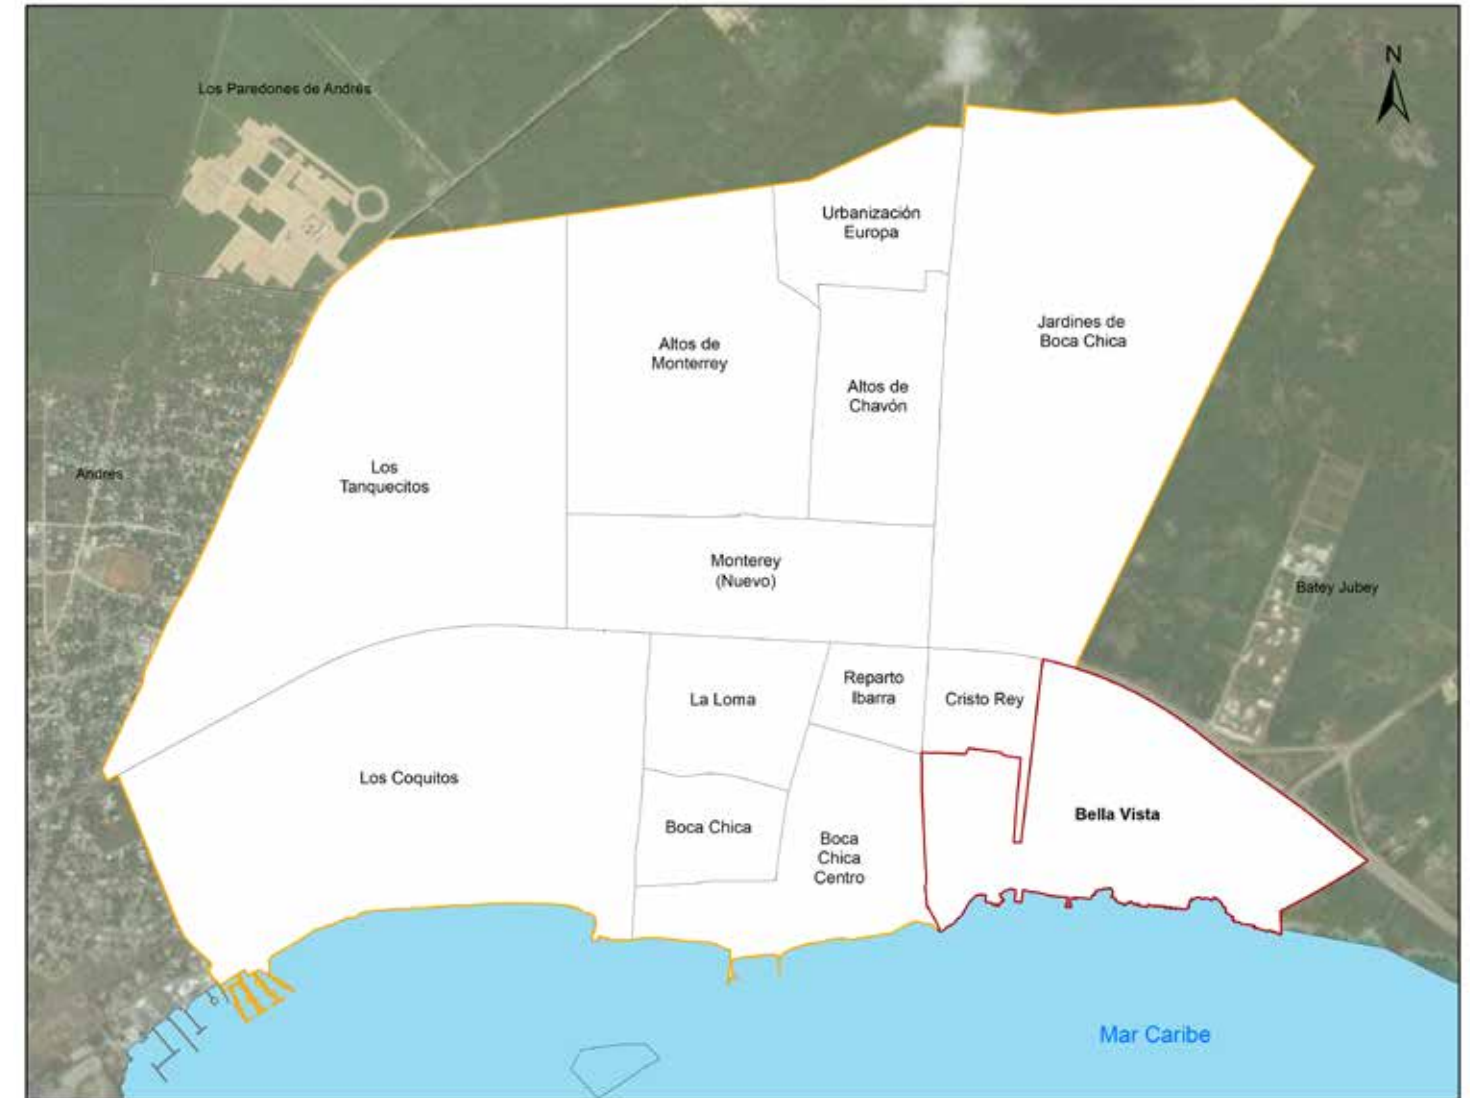 N
Los Paredones de Andrés
Urbanización
Europa
Jardines de
Boca Chica
Altos de
Monterrey
Altos de
Chavón
Los
Tanquecitos
Andres
Monterey
(Nuevo)
Batey Jubey
Reparto
Ibarra
La Loma
Cristo Rey
Los Coquitos
Bella Vista
Boca Chica
Boca
Chica
Centro
Mar Caribe